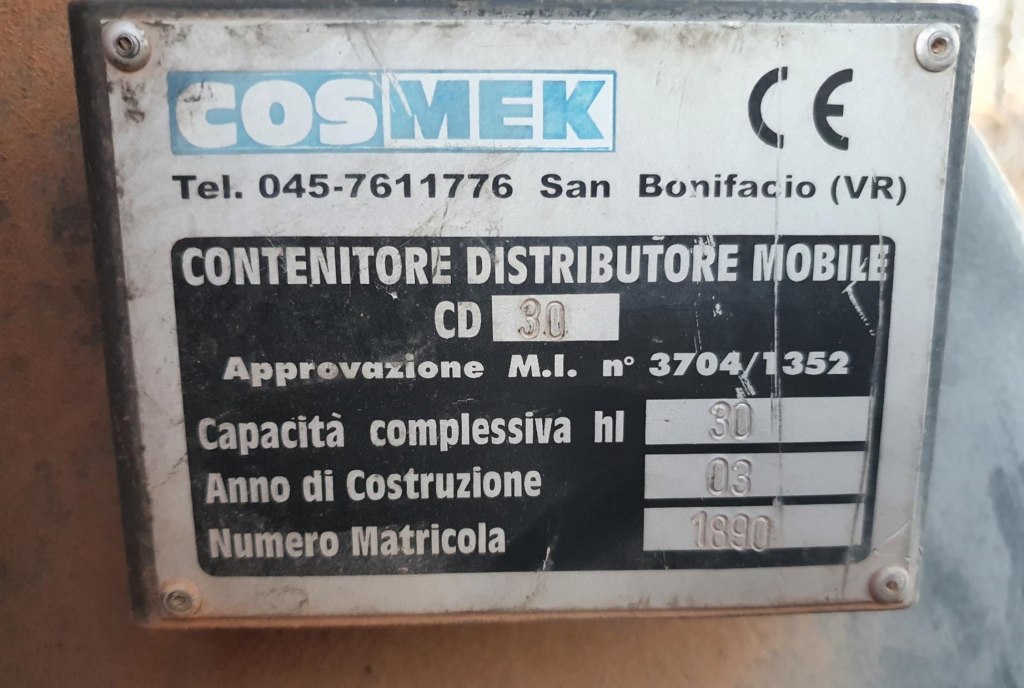 COSMEK CE
Tel. 045-7611776 San Bonifacio (VR)
CONTENITORE DISTRIBUTORE MOBILE
CD 30
Approvazione M.I. n° 3704/1352
Capacità complessiva hl 30
Anno di Costruzione 03
Numero Matricola 1890